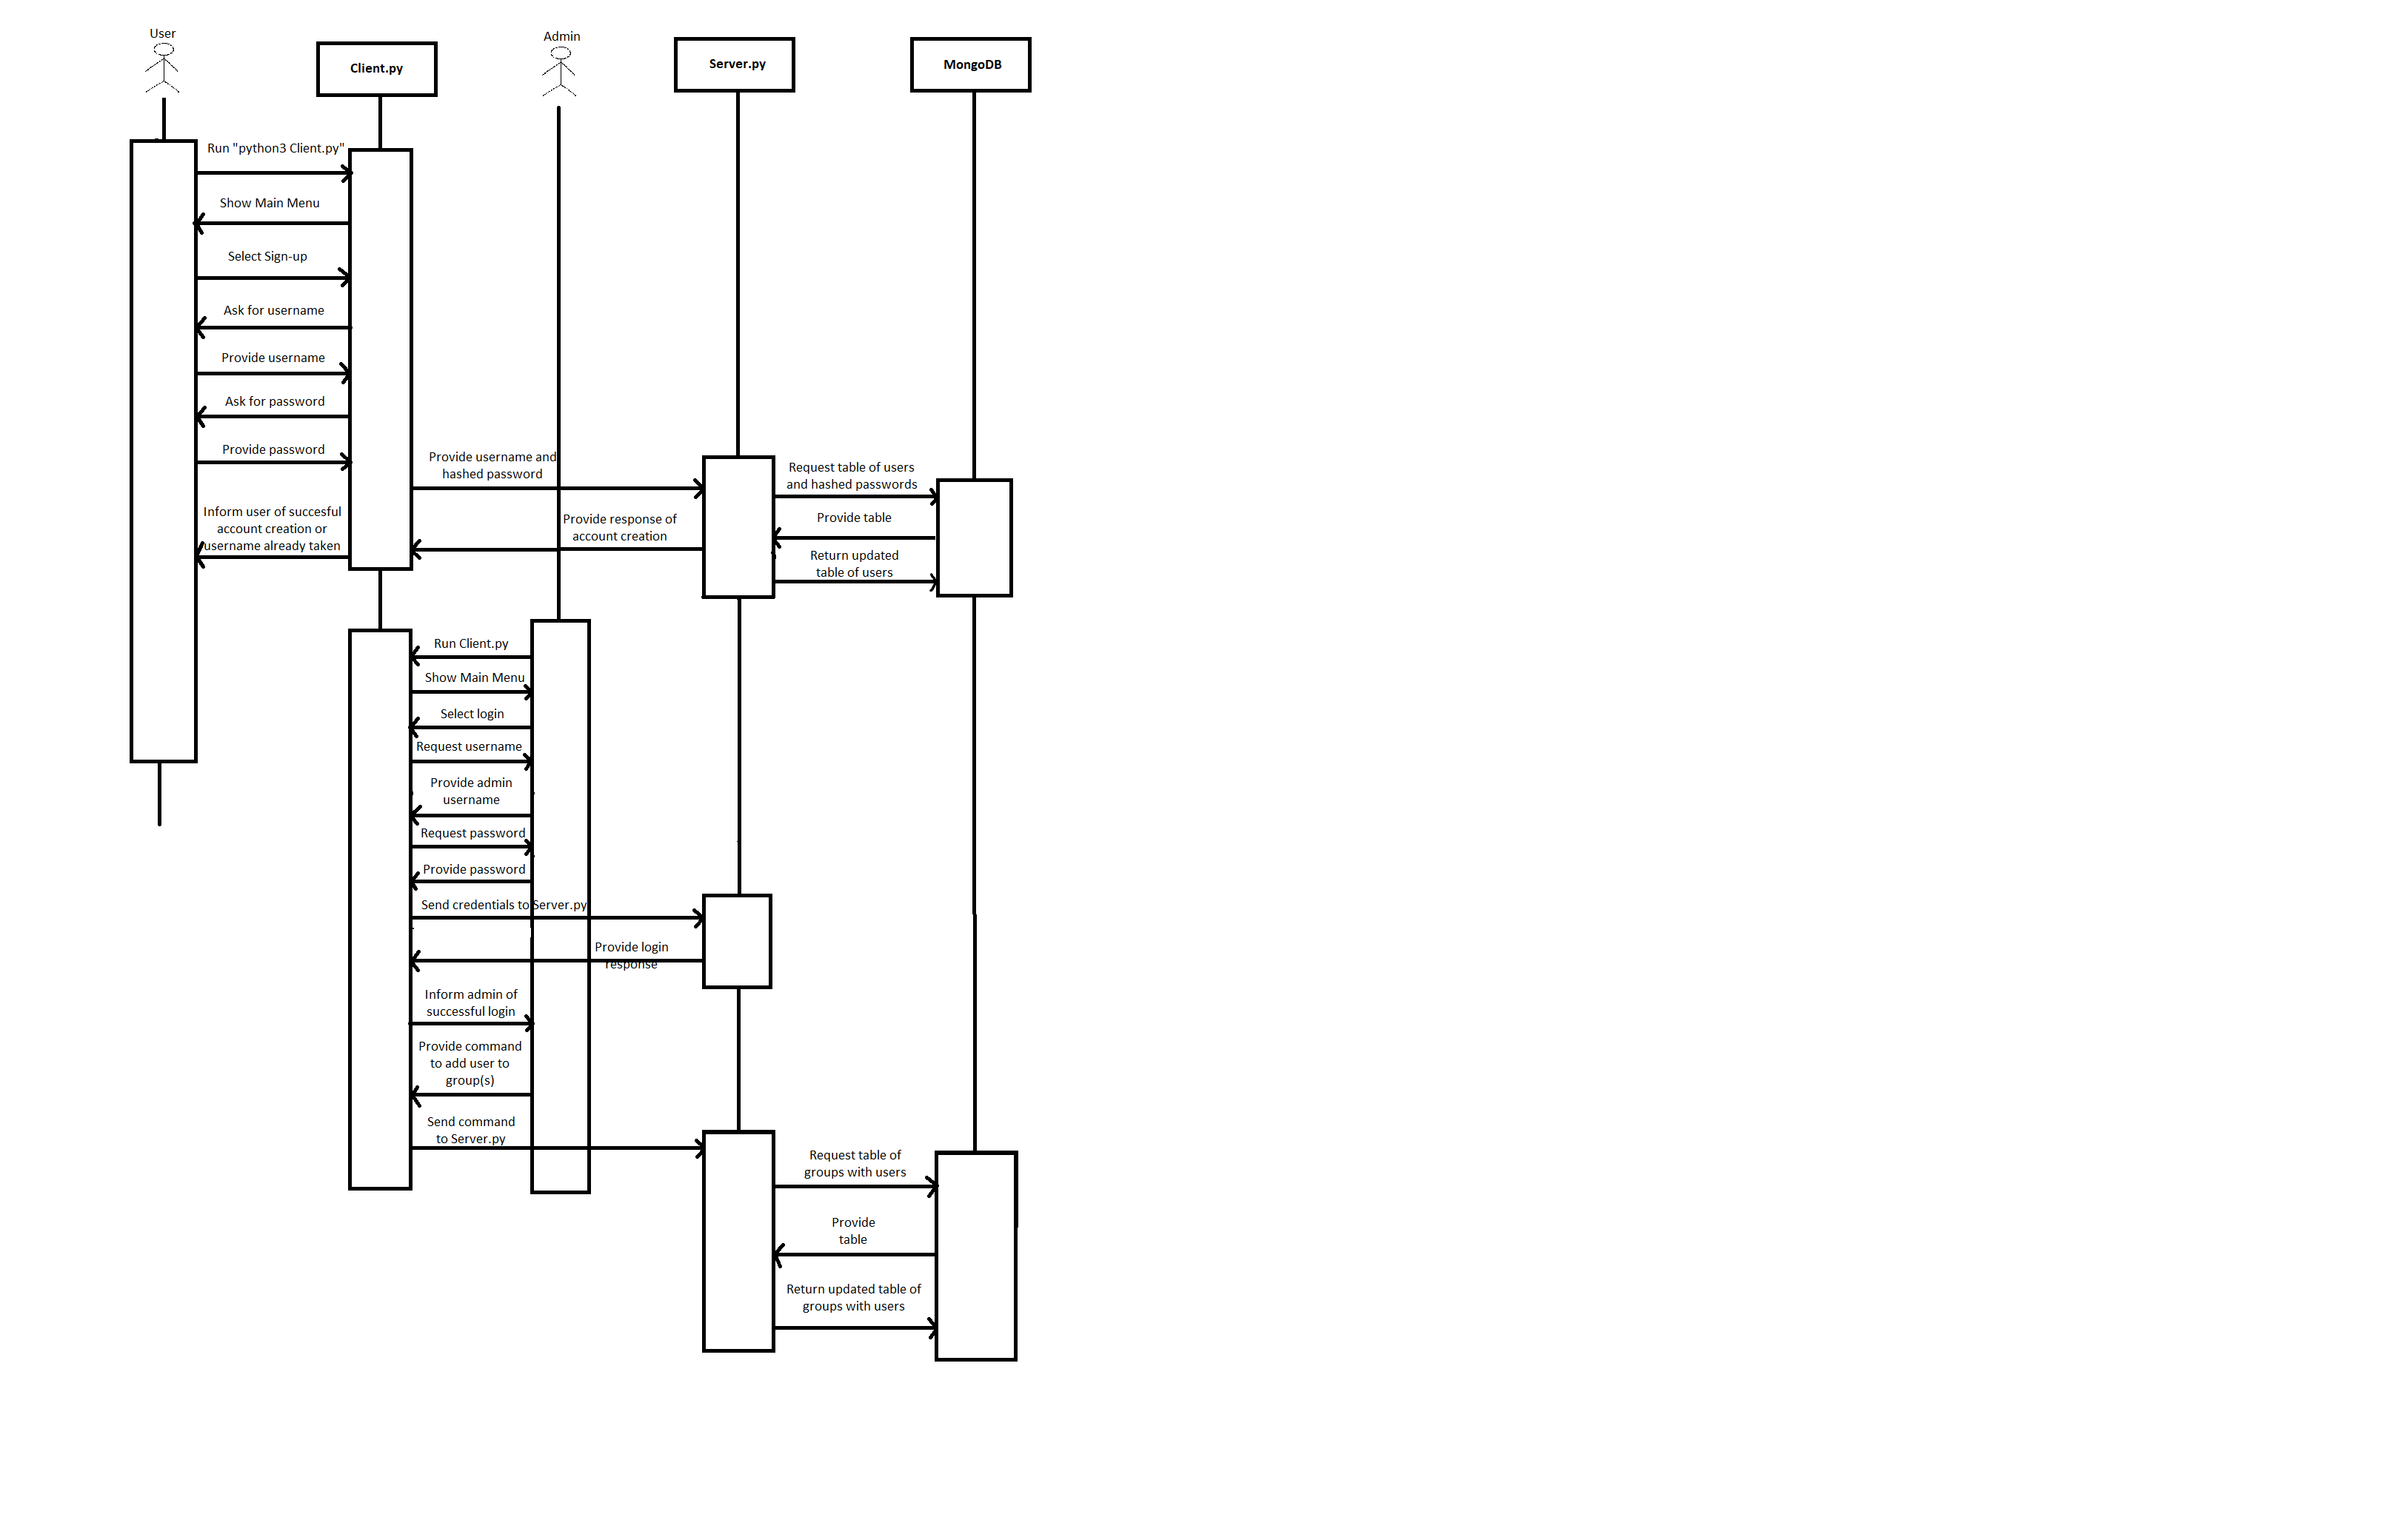 User
Client.py
Admin
Server.py
MongoDB
Run "python3 Client.py"
Show Main Menu
Select Sign-up
Ask for username
Provide username
Ask for password
Provide password
Provide username and
hashed password
Request table of users
and hashed passwords
Provide table
Provide response of
account creation
Return updated
table of users
Inform user of succesful
account creation or
username already taken
Run Client.py
Show Main Menu
Select login
Request username
Provide admin
username
Request password
Provide password
Send credentials to Server.py
Provide login
response
Inform admin of
successful login
Provide command
to add user to
group(s)
Send command
to Server.py
Request table of
groups with users
Provide
table
Return updated table of
groups with users